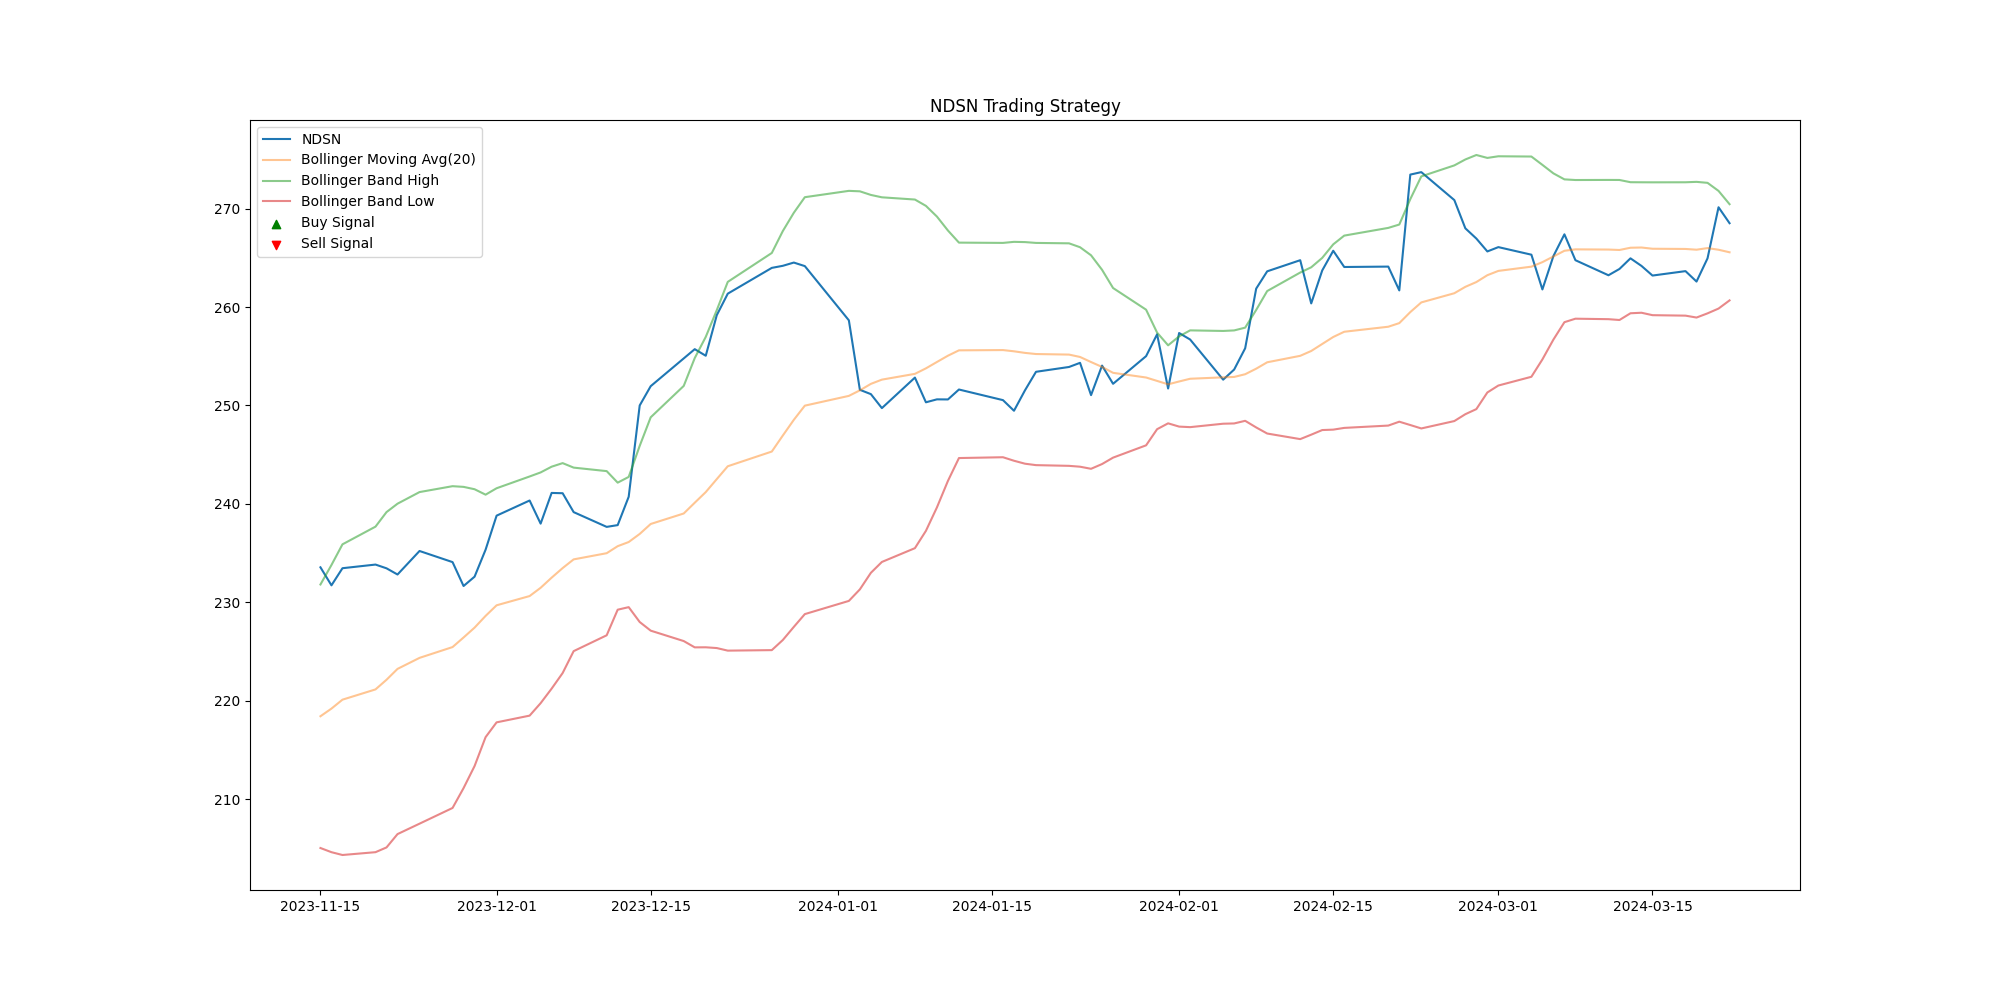 NDSN Trading Strategy
NDSN
Bollinger Moving Avg(20)
Bollinger Band High
Bollinger Band Low
Buy Signal
Sell Signal
270
260
250
240
230
220
210
2023-11-15 2023-12-01 2023-12-15 2024-01-01 2024-01-15 2024-02-01 2024-02-15 2024-03-01 2024-03-15